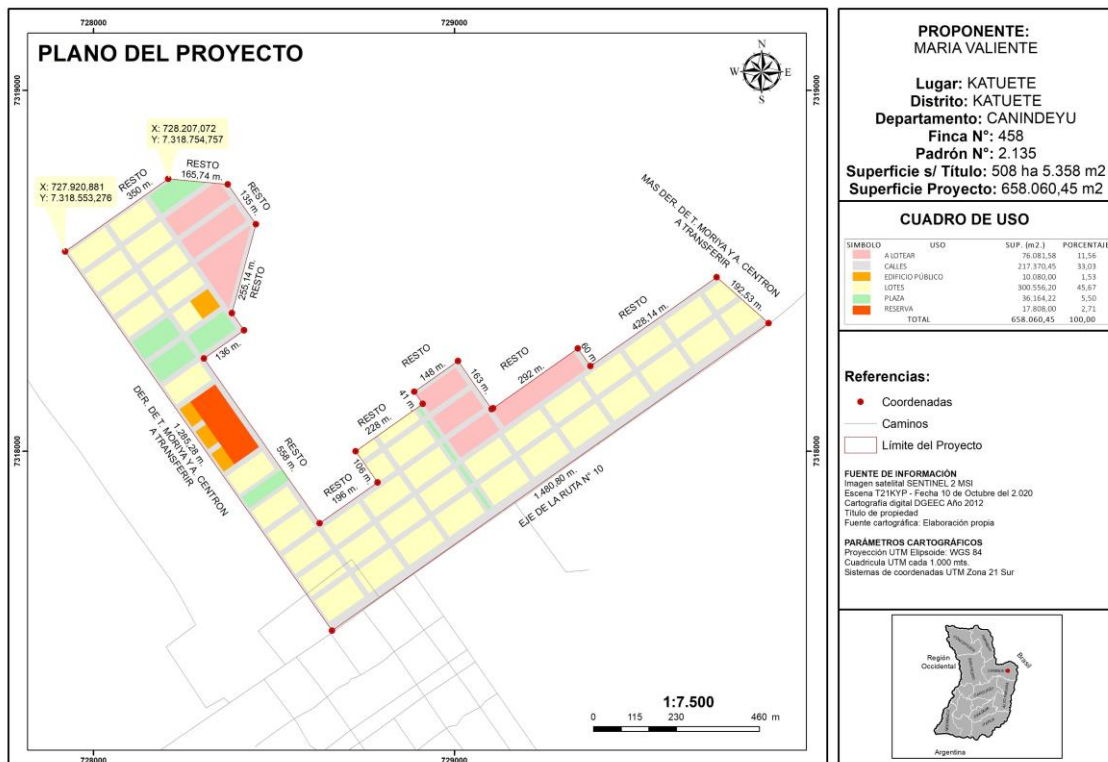 728000
729000
PLANO DEL PROYECTO
N
W E
S
7319000
7319000
X: 728.207,072
Y: 7.318.754,757
X: 727.920,881
Y: 7.318.553,276
RESTO
350 m.
RESTO
165,74 m.
RESTO
135 m.
255,14 m.
RESTO
136 m.
MAS DER. DE T. MORIYA Y A. CENTRON
A TRANSFERIR
192,53 m.
RESTO
428,14 m.
60 m
RESTO
292 m.
163 m.
RESTO
148 m.
41 m
RESTO
228 m.
106 m
RESTO
196 m.
RESTO
558 m.
DER. DE T. MORIYA Y A. CENTRON
A TRANSFERIR
1.285,28 m.
1.480,80 m.
EJE DE LA RUTA N° 10
7318000
7318000
1:7.500
0 115 230 460 m
728000
729000
PROPONENTE:
MARIA VALIENTE
Lugar: KATUETE
Distrito: KATUETE
Departamento: CANINDEYU
Finca N°: 458
Padrón N°: 2.135
Superficie s/ Título: 508 ha 5.358 m2
Superficie Proyecto: 658.060,45 m2
CUADRO DE USO
SIMBOLO USO SUP. (m2.) PORCENTAJE
A LOTEAR 76.081,58 11,56
CALLES 217.370,45 33,03
EDIFICIO PÚBLICO 10.080,00 1,53
LOTES 300.556,20 45,67
PLAZA 36.164,22 5,50
RESERVA 17.808,00 2,71
TOTAL 658.060,45 100,00
Referencias:
Coordenadas
Caminos
Límite del Proyecto
FUENTE DE INFORMACIÓN
Imagen satelital SENTINEL 2 MSI
Escena T21KYP - Fecha 10 de Octubre del 2.020
Cartografía digital DGEEC Año 2012
Título de propiedad
Fuente cartográfica: Elaboración propia
PARÁMETROS CARTOGRÁFICOS
Proyección UTM Elipsoide: WGS 84
Cuadricula UTM cada 1.000 mts.
Sistemas de coordenadas UTM Zona 21 Sur
Región
Occidental
Brasil
Argentina